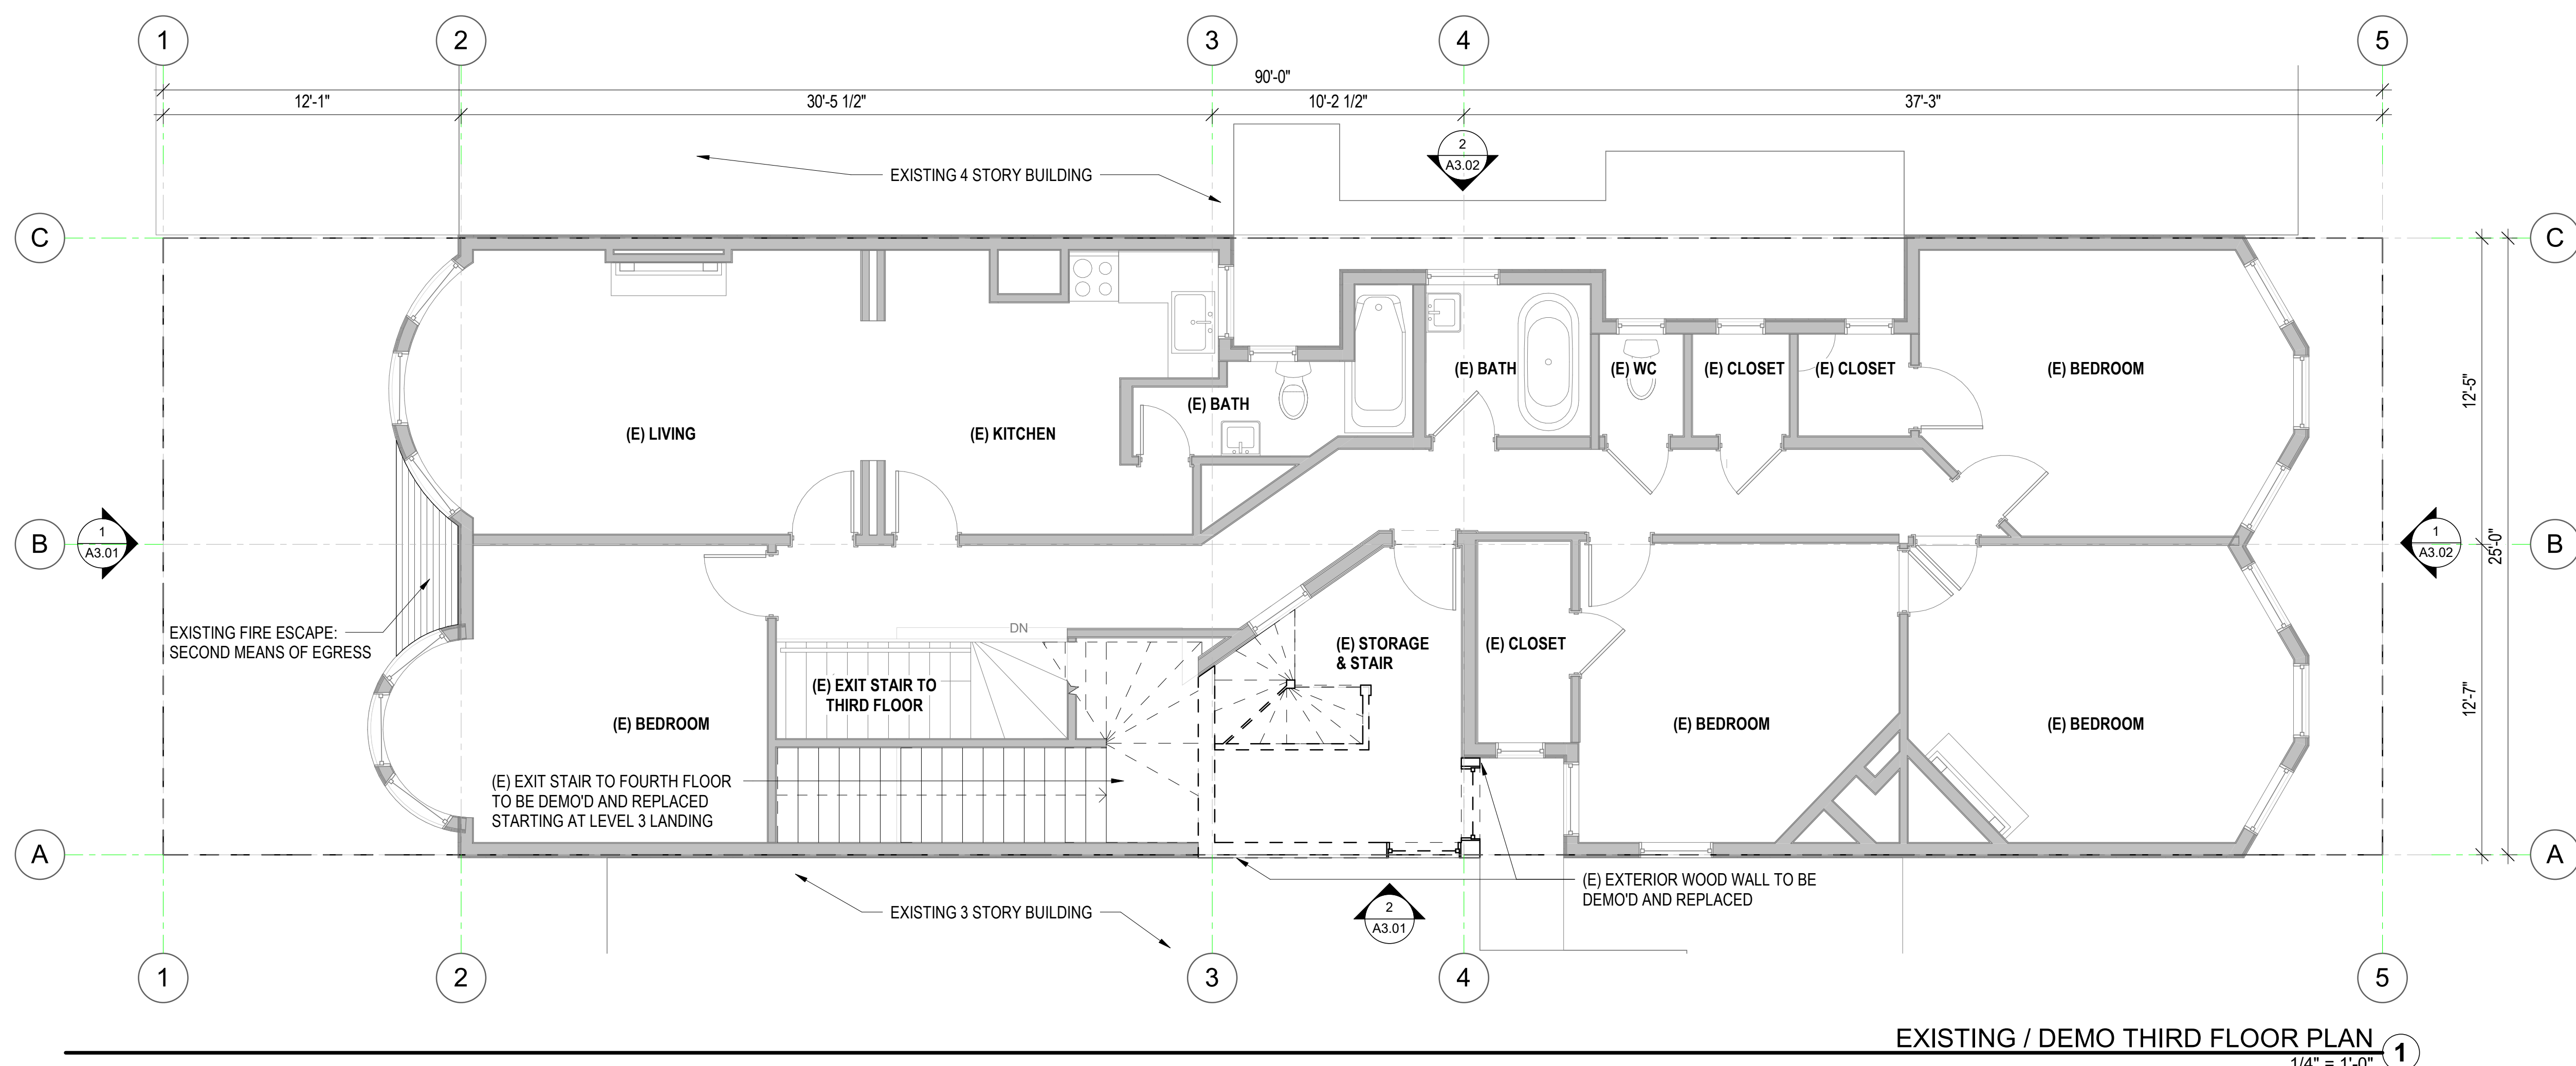 1
2
3
4
5
90'-0"
12'-1"
30'-5 1/2"
10'-2 1/2"
37'-3"
2
A3.02
EXISTING 4 STORY BUILDING
C
C
(E) BATH
(E) WC
(E) CLOSET
(E) CLOSET
(E) BEDROOM
12'-5"
(E) BATH
(E) LIVING
(E) KITCHEN
B
1
A3.01
1
A3.02
25'-0"
B
EXISTING FIRE ESCAPE:
SECOND MEANS OF EGRESS
DN
(E) STORAGE
& STAIR
(E) CLOSET
(E) EXIT STAIR TO
THIRD FLOOR
12'-7"
(E) BEDROOM
(E) BEDROOM
(E) BEDROOM
(E) EXIT STAIR TO FOURTH FLOOR
TO BE DEMO'D AND REPLACED
STARTING AT LEVEL 3 LANDING
A
A
(E) EXTERIOR WOOD WALL TO BE
DEMO'D AND REPLACED
EXISTING 3 STORY BUILDING
2
A3.01
1
2
3
4
5
EXISTING / DEMO THIRD FLOOR PLAN
1
1/4" = 1'-0"